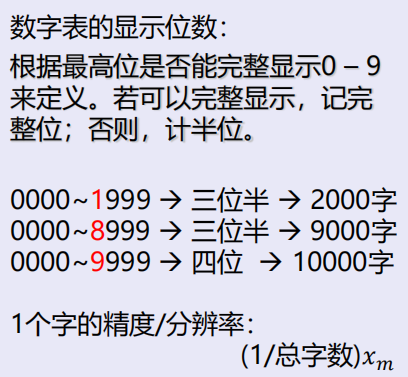 数字表的显示位数：
根据最高位是否能完整显示0 – 9
来定义。若可以完整显示，记完
整位；否则，计半位。
0000~1999 → 三位半 → 2000字
0000~8999 → 三位半 → 9000字
0000~9999 → 四位 → 10000字
1个字的精度/分辨率：
(1/总字数)𝑥ₘ